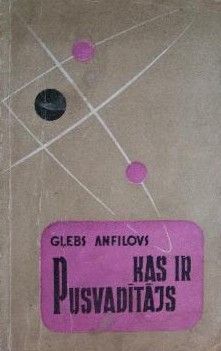 GLEBS ANFILOVS
KAS IR
PUSVADĪTĀJS